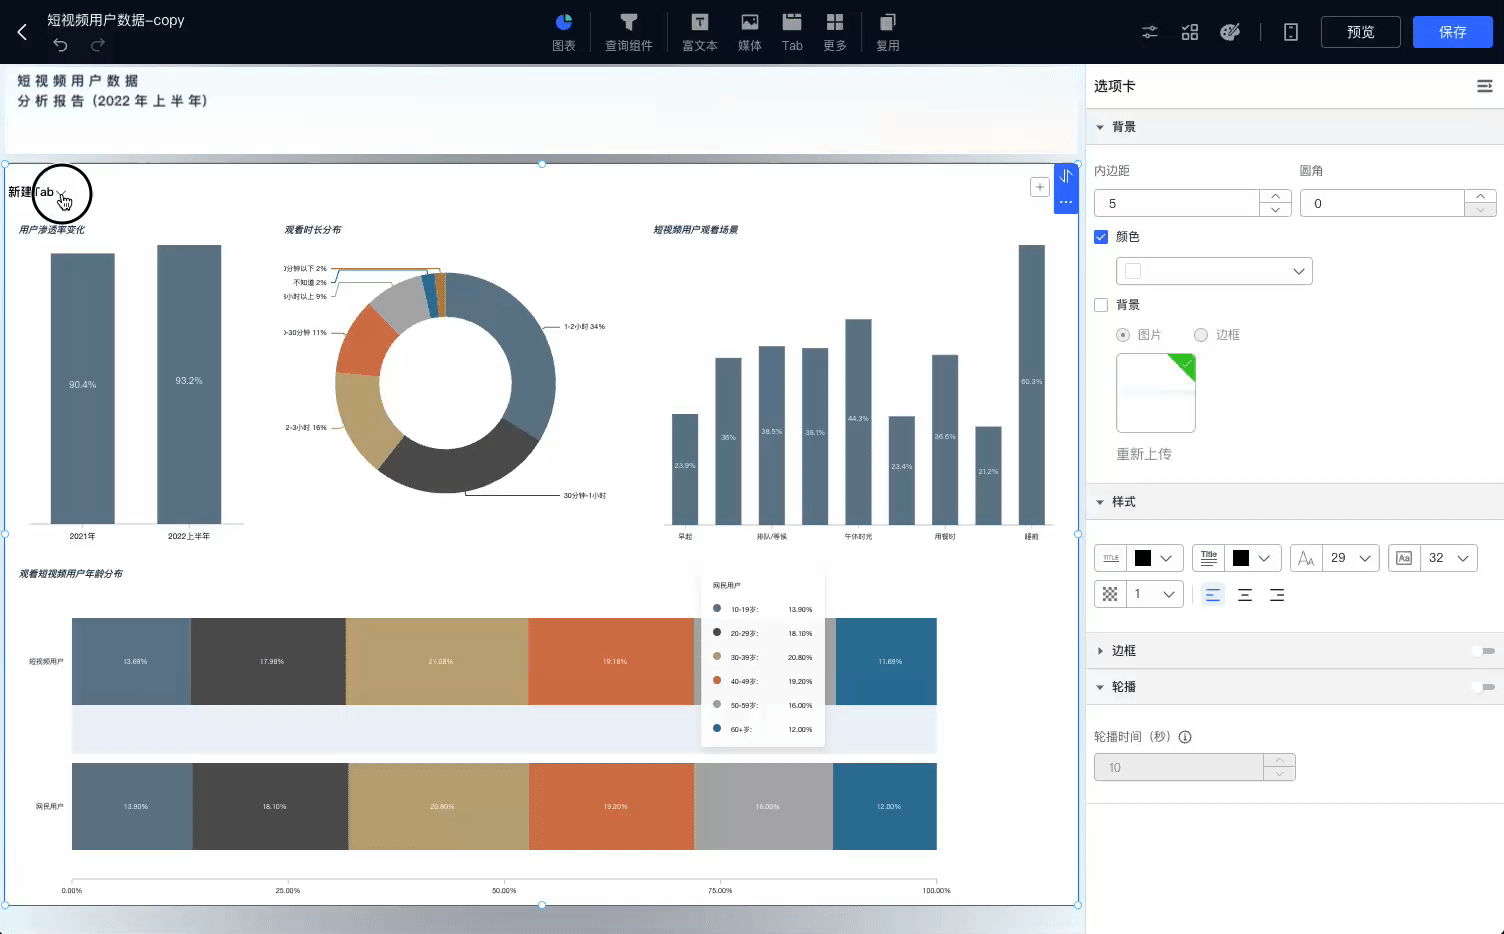 短视频用户数据-copy
图表
查询组件
富文本
媒体
Tab
更多
复用
预览
保存
短视频用户数据
分析报告 (2022年上半年)
新建Tab
用户渗透率变化
90.4%
93.2%
2021年
2022上半年
观看时长分布
分钟以下 2%
不知道 2%
小时以上 9%
-30分钟 11%
2-3小时 16%
1-2小时 34%
30分钟-1小时
短视频用户观看场景
23.9%
36%
38.5%
38.1%
44.3%
23.4%
36.6%
21.2%
60.3%
早起
排队/等候
午休时光
用餐时
睡前
观看短视频用户年龄分布
短视频用户
13.69%
17.98%
21.08%
19.18%
11.69%
网民用户
10-19岁: 13.90%
20-29岁: 18.10%
30-39岁: 20.80%
40-49岁: 19.20%
50-59岁: 16.00%
60+岁: 12.00%
网民用户
13.90%
18.10%
20.80%
19.20%
16.00%
12.00%
0.00%
25.00%
50.00%
75.00%
100.00%
选项卡
背景
内边距
圆角
5
0
颜色
背景
图片
边框
重新上传
样式
TITLE
Title
AA
29
Aa
32
1
边框
轮播
轮播时间（秒）
10